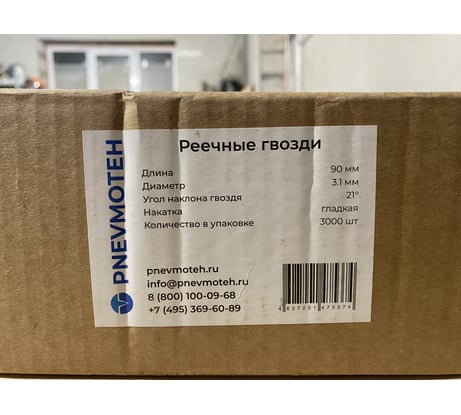 PNEVMOTEH
Реечные гвозди
Длина 90 мм
Диаметр 3.1 мм
Угол наклона гвоздя 21°
Накатка гладкая
Количество в упаковке 3000 шт
pnevmoteh.ru
info@pnevmoteh.ru
8 (800) 100-09-68
+7 (495) 369-60-89
4627201475374